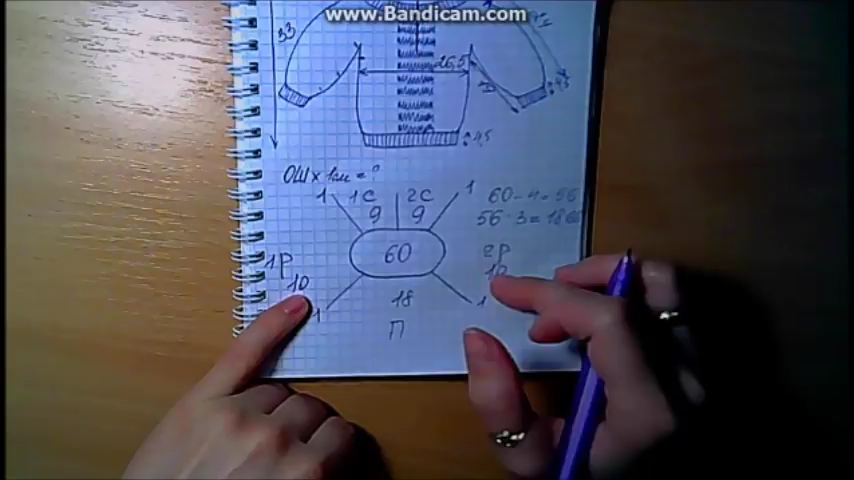 www.Bandicam.com
33
26,5
4,5
ОШ х 1см = ?
1 1С 2С 1
9 9
60 - 4 = 56
60
1Р 2Р
10 10
1 18 1
П